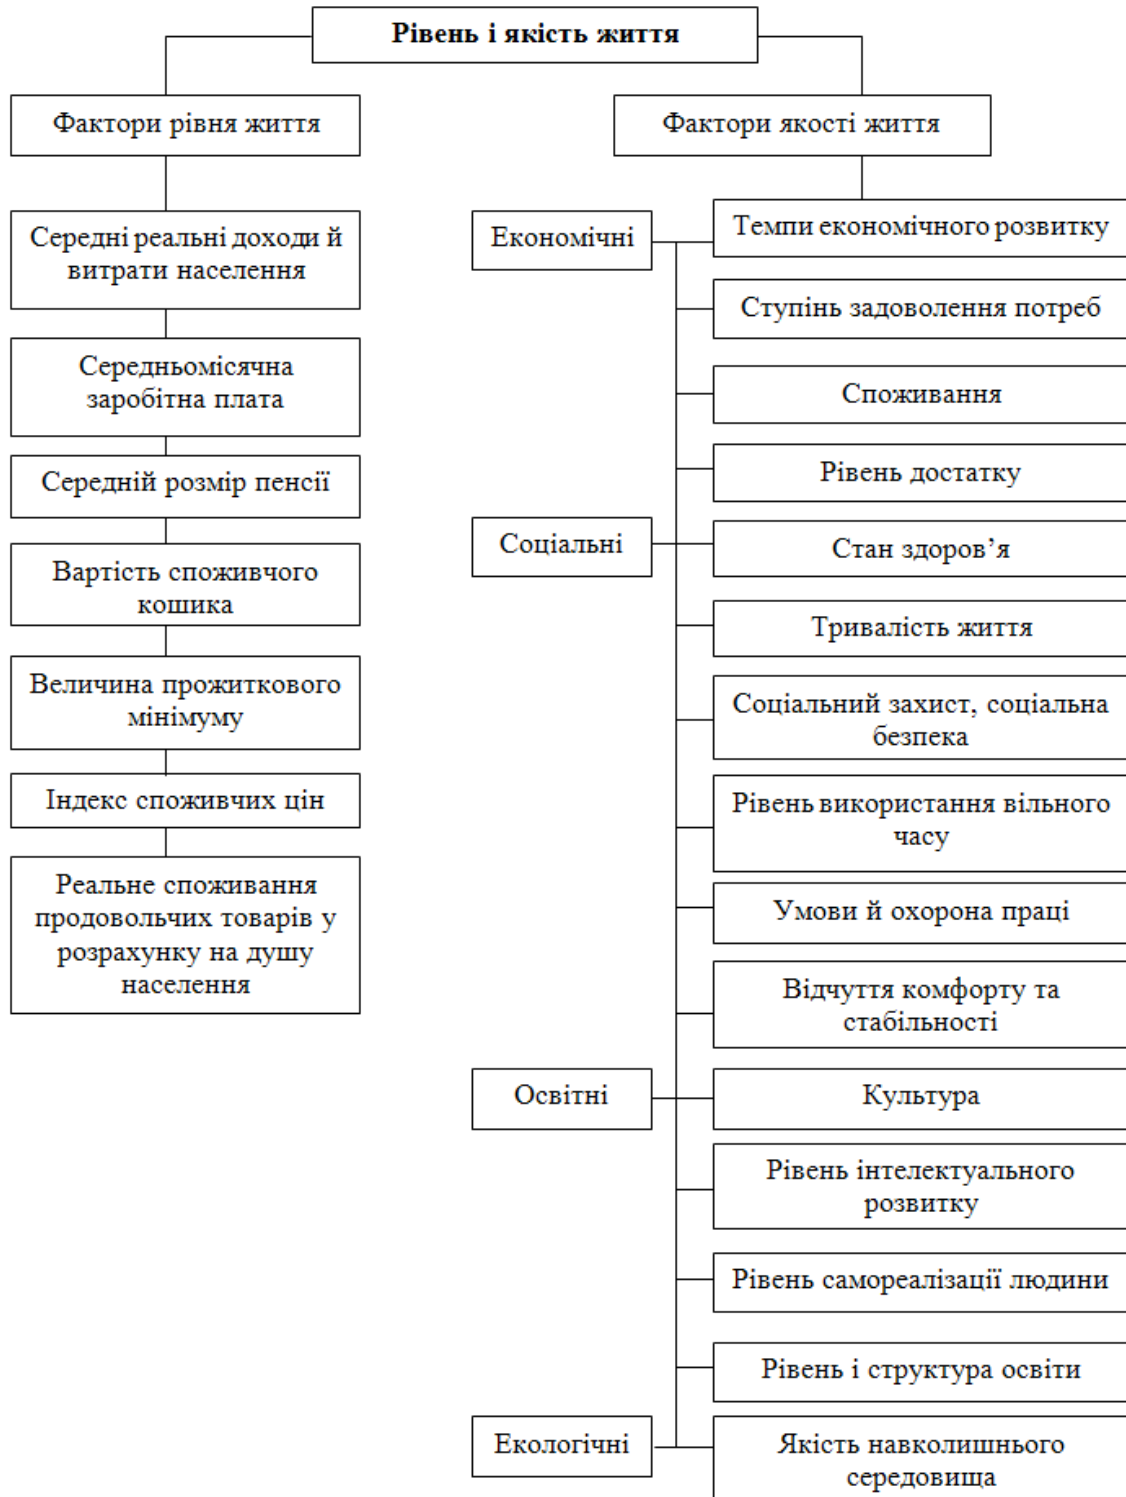 Рівень і якість життя
Фактори рівня життя
Фактори якості життя
Середні реальні доходи й
витрати населення
Середньомісячна
заробітна плата
Середній розмір пенсії
Вартість споживчого
кошика
Величина прожиткового
мінімуму
Індекс споживчих цін
Реальне споживання
продовольчих товарів у
розрахунку на душу
населення
Економічні
Темпи економічного розвитку
Ступінь задоволення потреб
Споживання
Рівень достатку
Соціальні
Стан здоров’я
Тривалість життя
Соціальний захист, соціальна
безпека
Рівень використання вільного
часу
Умови й охорона праці
Відчуття комфорту та
стабільності
Освітні
Культура
Рівень інтелектуального
розвитку
Рівень самореалізації людини
Рівень і структура освіти
Екологічні
Якість навколишнього
середовища